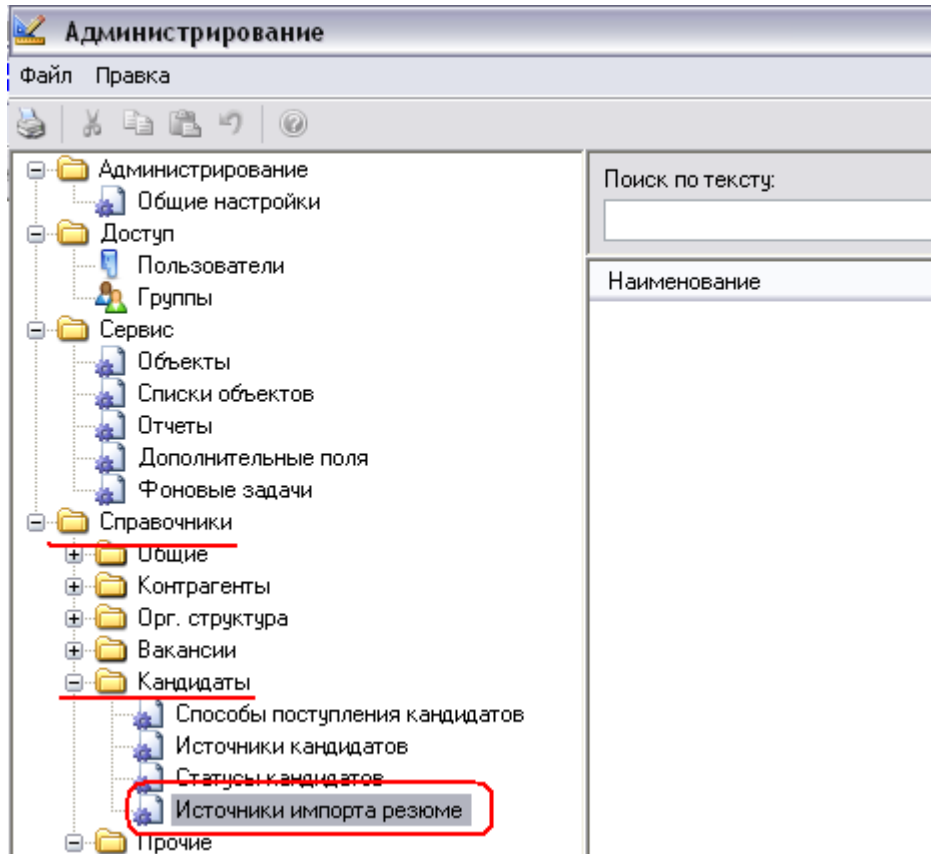 Администрирование
Файл Правка
Администрирование
Общие настройки
Доступ
Пользователи
Группы
Сервис
Объекты
Списки объектов
Отчеты
Дополнительные поля
Фоновые задачи
Справочники
Общие
Контрагенты
Орг. структура
Вакансии
Кандидаты
Способы поступления кандидатов
Источники кандидатов
Статусы кандидатов
Источники импорта резюме
Прочие
Поиск по тексту:
Наименование